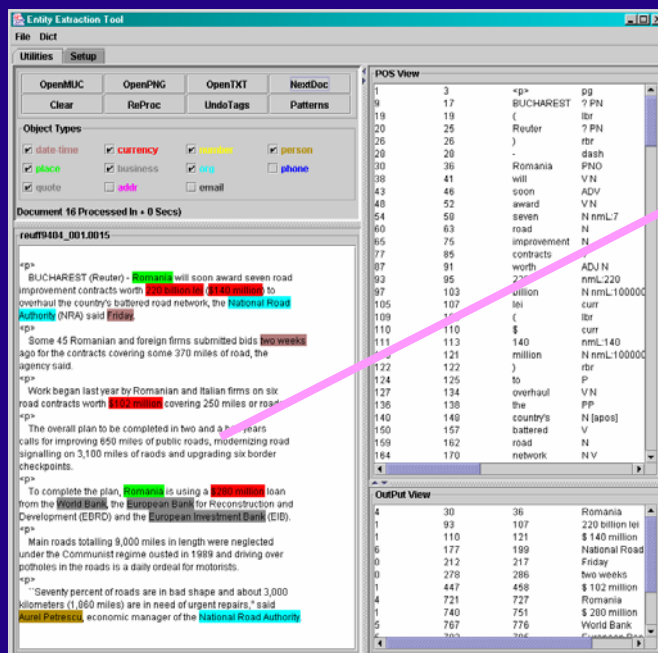 Entity Extraction Tool
File Dict
Utilities Setup
OpenMUC OpenPNG OpenTXT NextDoc
Clear ReProc UndoTags Patterns
Object Types
date-time currency number person
place business org phone
quote addr email
Document 16 Processed In + 0 Secs)
reuff9404_001.0015
<p>
BUCHAREST (Reuter) - Romania will soon award seven road
improvement contracts worth 220 billion lei ($140 million) to
overhaul the country's battered road network, the National Road
Authority (NRA) said Friday.
<p>
Some 45 Romanian and foreign firms submitted bids two weeks
ago for the contracts covering some 370 miles of road, the
agency said.
<p>
Work began last year by Romanian and Italian firms on six
road contracts worth $102 million covering 250 miles or road
<p>
The overall plan to be completed in two and a years
calls for improving 650 miles of public roads, modernizing road
signalling on 3,100 miles of raods and upgrading six border
checkpoints.
<p>
To complete the plan, Romania is using a $280 million loan
from the World Bank, the European Bank for Reconstruction and
Development (EBRD) and the European Investment Bank (EIB).
<p>
Main roads totalling 9,000 miles in length were neglected
under the Communist regime ousted in 1989 and driving over
potholes in the roads is a daily ordeal for motorists.
<p>
``Seventy percent of roads are in bad shape and about 3,000
kilometers (1,860 miles) are in need of urgent repairs," said
Aurel Petrescu, economic manager of the National Road Authority.
POS View
1 3 <p> pg
9 17 BUCHAREST ? PN
19 19 ( lbr
20 25 Reuter ? PN
26 26 ) rbr
28 28 - dash
30 36 Romania PNO
38 41 will V N
43 46 soon ADV
48 52 award V N
54 58 seven N nmL:7
60 63 road N
65 75 improvement N
77 85 contracts
87 91 worth ADJ N
93 95 220 nmL:220
97 103 billion N nmL:100000
105 107 lei curr
109 ( lbr
110 110 $ curr
111 113 140 nmL:140
121 million N nmL:100000
122 122 ) rbr
124 125 to P
127 134 overhaul V N
136 138 the PP
140 148 country's N [apos]
150 157 battered V
159 162 road N
164 170 network N V
OutPut View
4 30 36 Romania
1 93 107 220 billion lei
1 110 121 $ 140 million
6 177 199 National Road
0 212 217 Friday
0 278 286 two weeks
1 447 458 $ 102 million
4 721 727 Romania
1 740 751 $ 280 million
5 767 776 World Bank